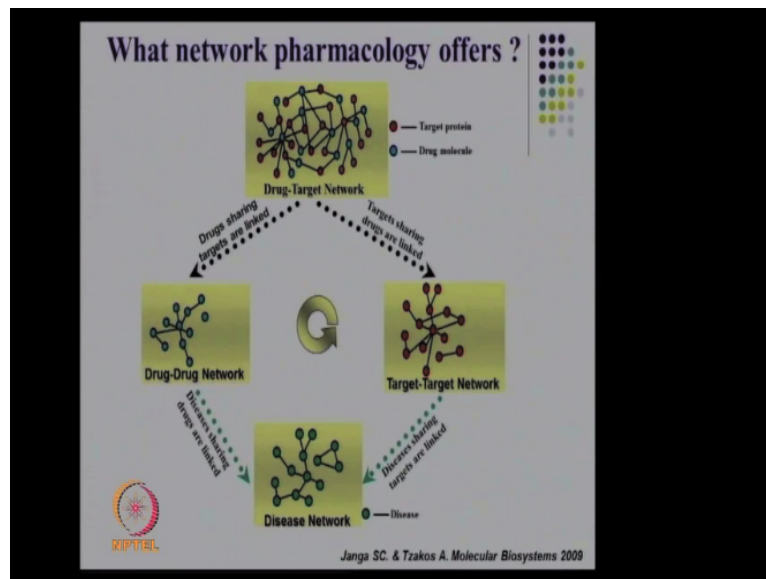 What network pharmacology offers ?
Target protein
Drug molecule
Drug-Target Network
Drugs sharing
targets are linked
Targets sharing
drugs are linked
Drug-Drug Network
Target-Target Network
Diseases sharing
drugs are linked
Diseases sharing
targets are linked
Disease Network
Disease
NPTEL
Janga SC. & Tzakos A. Molecular Biosystems 2009